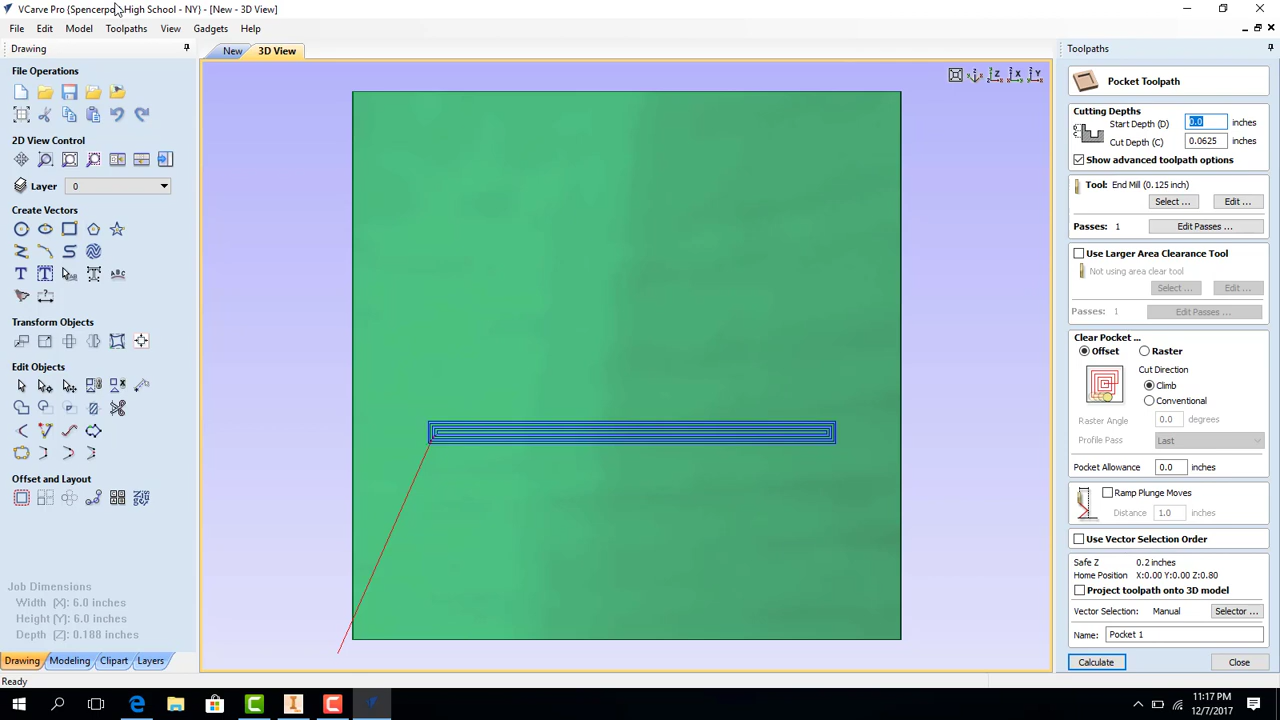 VCarve Pro {Spencerport High School - NY} - [New - 3D View]
File Edit Model Toolpaths View Gadgets Help
Drawing
File Operations
2D View Control
Layer 0
Create Vectors
Transform Objects
Edit Objects
Offset and Layout
Job Dimensions
Width (X): 6.0 inches
Height (Y): 6.0 inches
Depth (Z): 0.188 inches
Drawing Modeling Clipart Layers
Ready
New 3D View
Z X Y
Toolpaths
Pocket Toolpath
Cutting Depths
Start Depth (D) 0.0 inches
Cut Depth (C) 0.0625 inches
Show advanced toolpath options
Tool: End Mill (0.125 inch)
Select ... Edit ...
Passes: 1 Edit Passes ...
Use Larger Area Clearance Tool
Not using area clear tool
Select ... Edit ...
Passes: 1 Edit Passes ...
Clear Pocket ...
Offset Raster
Cut Direction
Climb
Conventional
Raster Angle 0.0 degrees
Profile Pass Last
Pocket Allowance 0.0 inches
Ramp Plunge Moves
Distance 1.0 inches
Use Vector Selection Order
Safe Z 0.2 inches
Home Position X:0.00 Y:0.00 Z:0.80
Project toolpath onto 3D model
Vector Selection: Manual Selector ...
Name: Pocket 1
Calculate Close
11:17 PM
12/7/2017